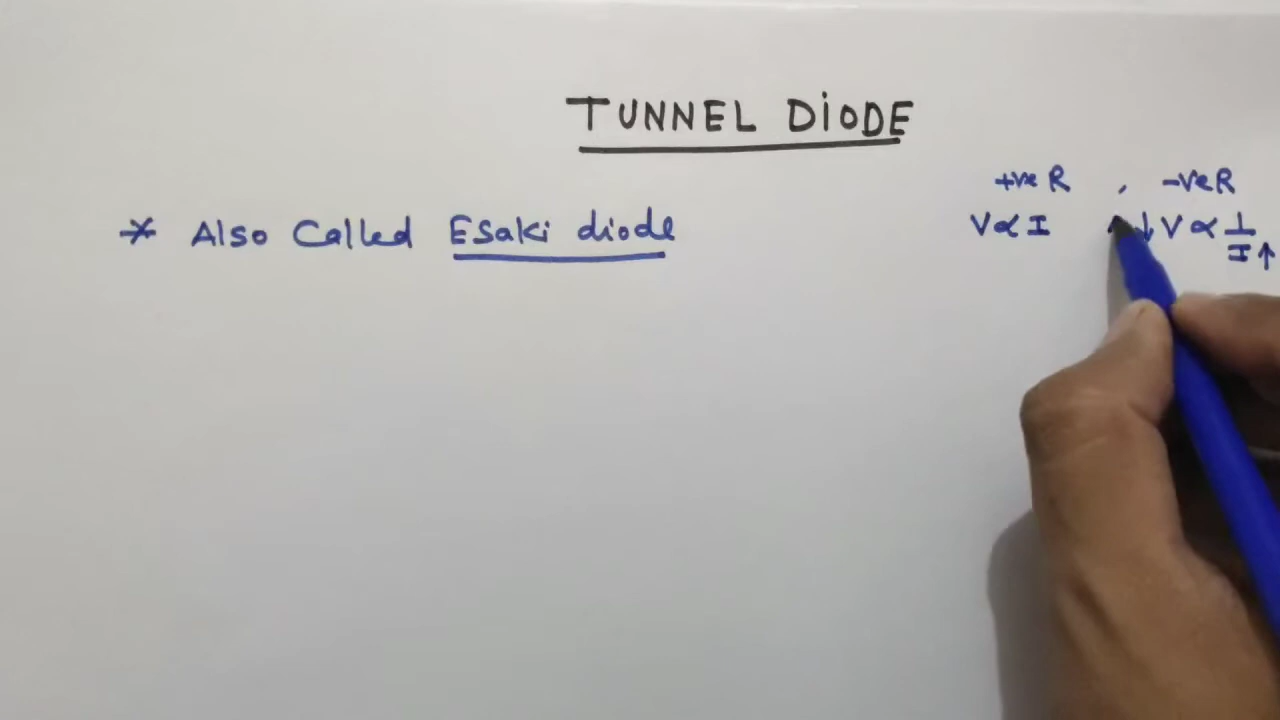 TUNNEL DIODE
+ve R , -ve R
* Also Called Esaki diode
V ∝ I ↓ V ∝ 1/I ↑